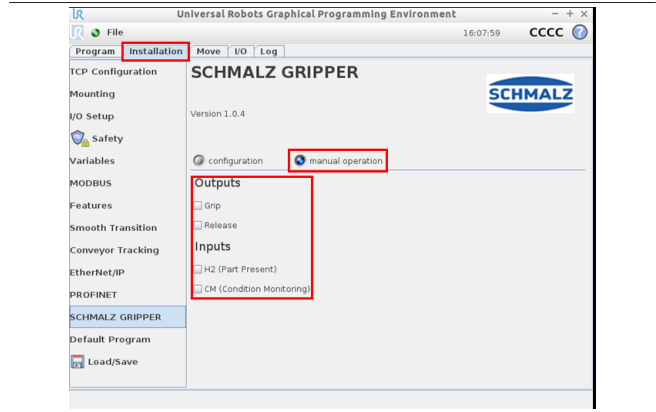 Universal Robots Graphical Programming Environment
File
16:07:59
CCCC
?
Program Installation Move I/O Log
TCP Configuration
Mounting
I/O Setup
Safety
Variables
MODBUS
Features
Smooth Transition
Conveyor Tracking
EtherNet/IP
PROFINET
SCHMALZ GRIPPER
Default Program
Load/Save
SCHMALZ GRIPPER
SCHMALZ
Version 1.0.4
configuration manual operation
Outputs
Grip
Release
Inputs
H2 (Part Present)
CM (Condition Monitoring)